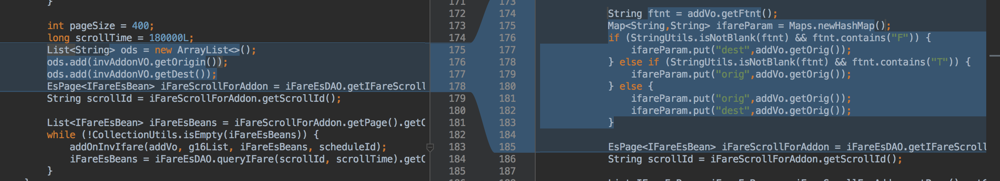 }
int pageSize = 400;
long scrollTime = 180000L;
List<String> ods = new ArrayList<>();
ods.add(invAddonVO.getOrigin());
ods.add(invAddonVO.getDest());
EsPage<IFareEsBean> iFareScrollForAddon = iFareEsDAO.getIFareScroll
String scrollId = iFareScrollForAddon.getScrollId();
List<IFareEsBean> iFareEsBeans = iFareScrollForAddon.getPage().getC
while (!CollectionUtils.isEmpty(iFareEsBeans)) {
addOnInvIfare(addVo, g16List, iFareEsBeans, scheduleId);
iFareEsBeans = iFareEsDAO.queryIFare(scrollId, scrollTime).getC
}
171
172
173
174
175
176
177
178
179
180
181
182
183
184
185
173
174
175
176
177
178
179
180
181
182
183
184
185
186
187
String ftnt = addVo.getFtnt();
Map<String,String> ifareParam = Maps.newHashMap();
if (StringUtils.isNotBlank(ftnt) && ftnt.contains("F")) {
ifareParam.put("dest",addVo.getOrig());
} else if (StringUtils.isNotBlank(ftnt) && ftnt.contains("T")) {
ifareParam.put("orig",addVo.getOrig());
} else {
ifareParam.put("orig",addVo.getOrig());
ifareParam.put("dest",addVo.getOrig());
}
EsPage<IFareEsBean> iFareScrollForAddon = iFareEsDAO.getIFareScroll
String scrollId = iFareScrollForAddon.getScrollId();